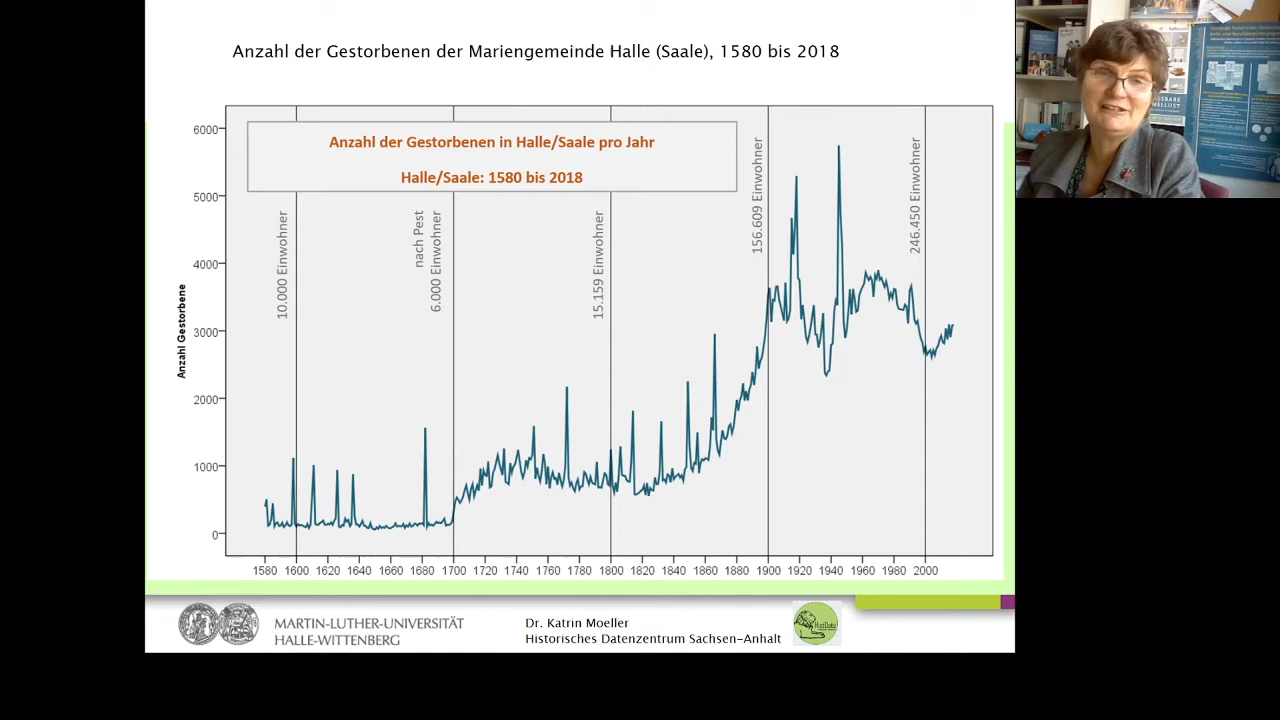 Anzahl der Gestorbenen der Mariengemeinde Halle (Saale), 1580 bis 2018
Anzahl der Gestorbenen in Halle/Saale pro Jahr
Halle/Saale: 1580 bis 2018
10.000 Einwohner
nach Pest
6.000 Einwohner
15.159 Einwohner
156.609 Einwohner
246.450 Einwohner
Anzahl Gestorbene
6000
5000
4000
3000
2000
1000
0
1580 1600 1620 1640 1660 1680 1700 1720 1740 1760 1780 1800 1820 1840 1860 1880 1900 1920 1940 1960 1980 2000
MARTIN-LUTHER-UNIVERSITÄT
HALLE-WITTENBERG
Dr. Katrin Moeller
Historisches Datenzentrum Sachsen-Anhalt
HistData